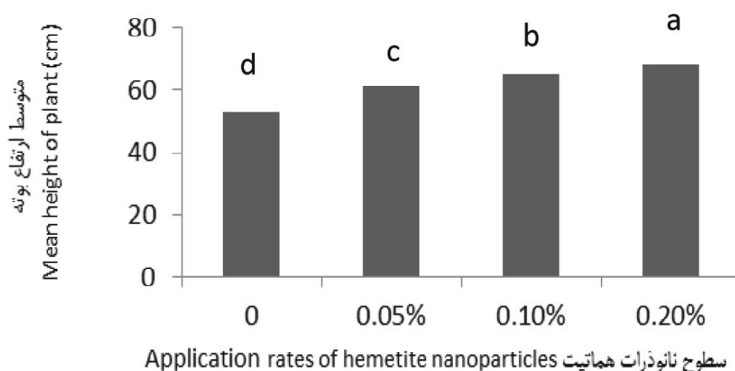 متوسط ارتفاع بوته
Mean height of plant (cm)
80
60
40
20
0
d
c
b
a
0
0.05%
0.10%
0.20%
Application rates of hemetite nanoparticles سطوح نانوذرات هماتیت